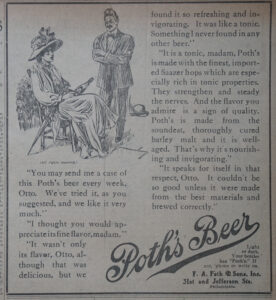 "You may send me a case
of this Poth's beer every week,
Otto. We've tried it, as you
suggested, and we like it very
much."
"I thought you would ap-
preciate its fine flavor, madam."
"It wasn't only
its flavor, al-
though that was
delicious, but we
found it so refreshing and in-
vigorating. It was like a tonic.
Something I never found in any
other beer."
"It is a tonic, madam. Poth's
is made with the finest, import-
ed Saazer hops which are esp-
cially rich in tonic properties.
They strengthen and steady
the nerves. And the flavor you
admire is a sign of quality.
Poth's is made from the
soundest, thoroughly cured
barley malt and it is well-
aged. That's why it's nourish-
ing and invigorating."
"It speaks for itself in that
respect, Otto. It couldn't be
so good unless it were made
from the best materials and
brewed correctly."
Poth's Beer
Light
or dark.
F. A. Poth & Sons, Inc.
31st and Jefferson Sts.
Philadelphia